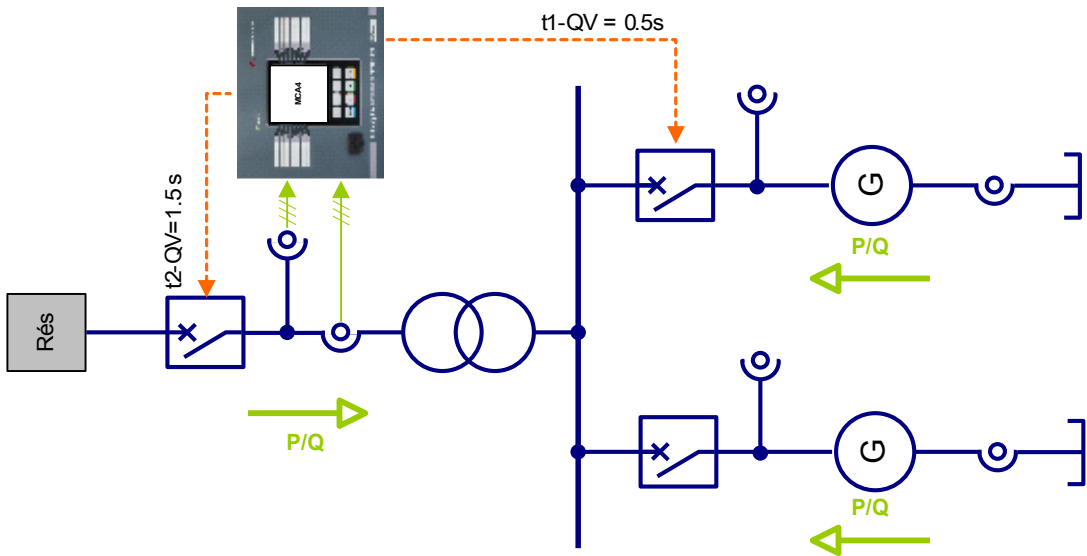 t1-QV = 0.5s
MCA4
t2-QV=1.5 s
G
P/Q
Rés
P/Q
G
P/Q